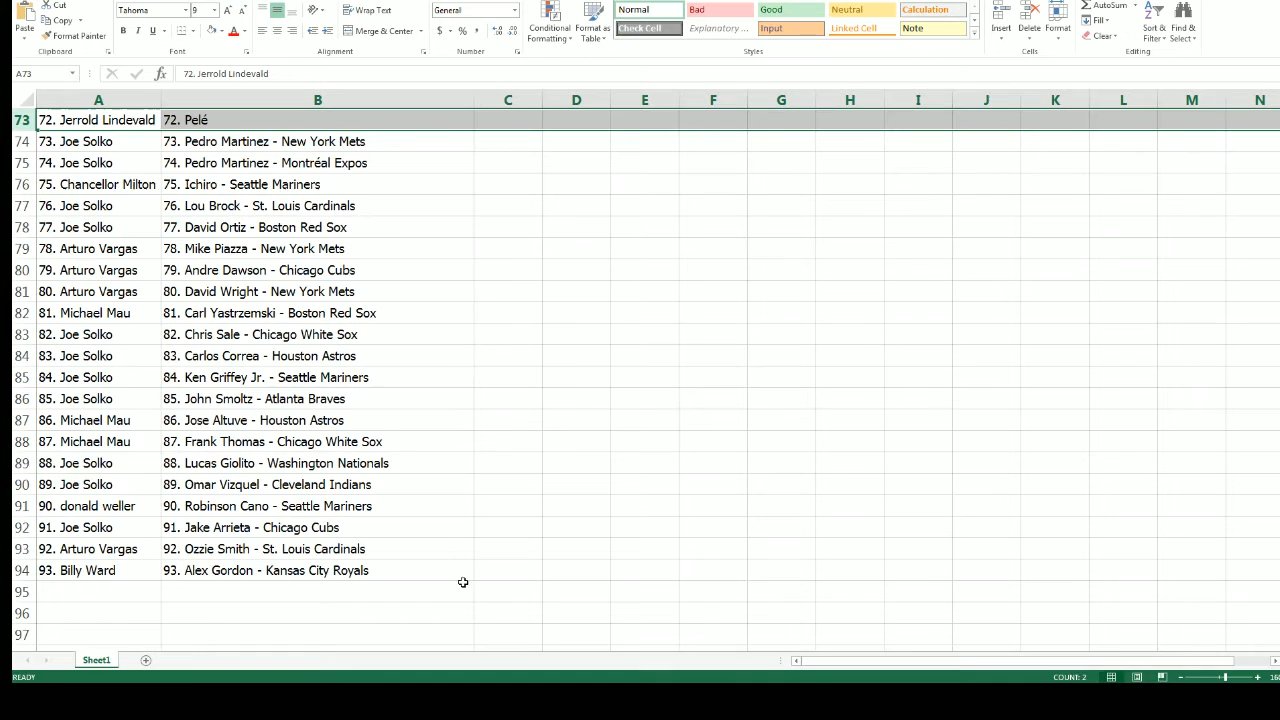 Cut
Tahoma 9
Wrap Text
General
Normal Bad Good Neutral Calculation
AutoSum
Copy
Paste
Format Painter
B I U
Merge & Center
$ % ,
Conditional Formatting
Format as Table
Check Cell Explanatory ... Input Linked Cell Note
Insert Delete Format
Fill
Clear
Sort & Filter
Find & Select
Clipboard Font Alignment Number Styles Cells Editing
A73 fx 72. Jerrold Lindevald
A B C D E F G H I J K L M N
73 72. Jerrold Lindevald 72. Pelé
74 73. Joe Solko 73. Pedro Martinez - New York Mets
75 74. Joe Solko 74. Pedro Martinez - Montréal Expos
76 75. Chancellor Milton 75. Ichiro - Seattle Mariners
77 76. Joe Solko 76. Lou Brock - St. Louis Cardinals
78 77. Joe Solko 77. David Ortiz - Boston Red Sox
79 78. Arturo Vargas 78. Mike Piazza - New York Mets
80 79. Arturo Vargas 79. Andre Dawson - Chicago Cubs
81 80. Arturo Vargas 80. David Wright - New York Mets
82 81. Michael Mau 81. Carl Yastrzemski - Boston Red Sox
83 82. Joe Solko 82. Chris Sale - Chicago White Sox
84 83. Joe Solko 83. Carlos Correa - Houston Astros
85 84. Joe Solko 84. Ken Griffey Jr. - Seattle Mariners
86 85. Joe Solko 85. John Smoltz - Atlanta Braves
87 86. Michael Mau 86. Jose Altuve - Houston Astros
88 87. Michael Mau 87. Frank Thomas - Chicago White Sox
89 88. Joe Solko 88. Lucas Giolito - Washington Nationals
90 89. Joe Solko 89. Omar Vizquel - Cleveland Indians
91 90. donald weller 90. Robinson Cano - Seattle Mariners
92 91. Joe Solko 91. Jake Arrieta - Chicago Cubs
93 92. Arturo Vargas 92. Ozzie Smith - St. Louis Cardinals
94 93. Billy Ward 93. Alex Gordon - Kansas City Royals
95
96
97
Sheet1
READY COUNT: 2